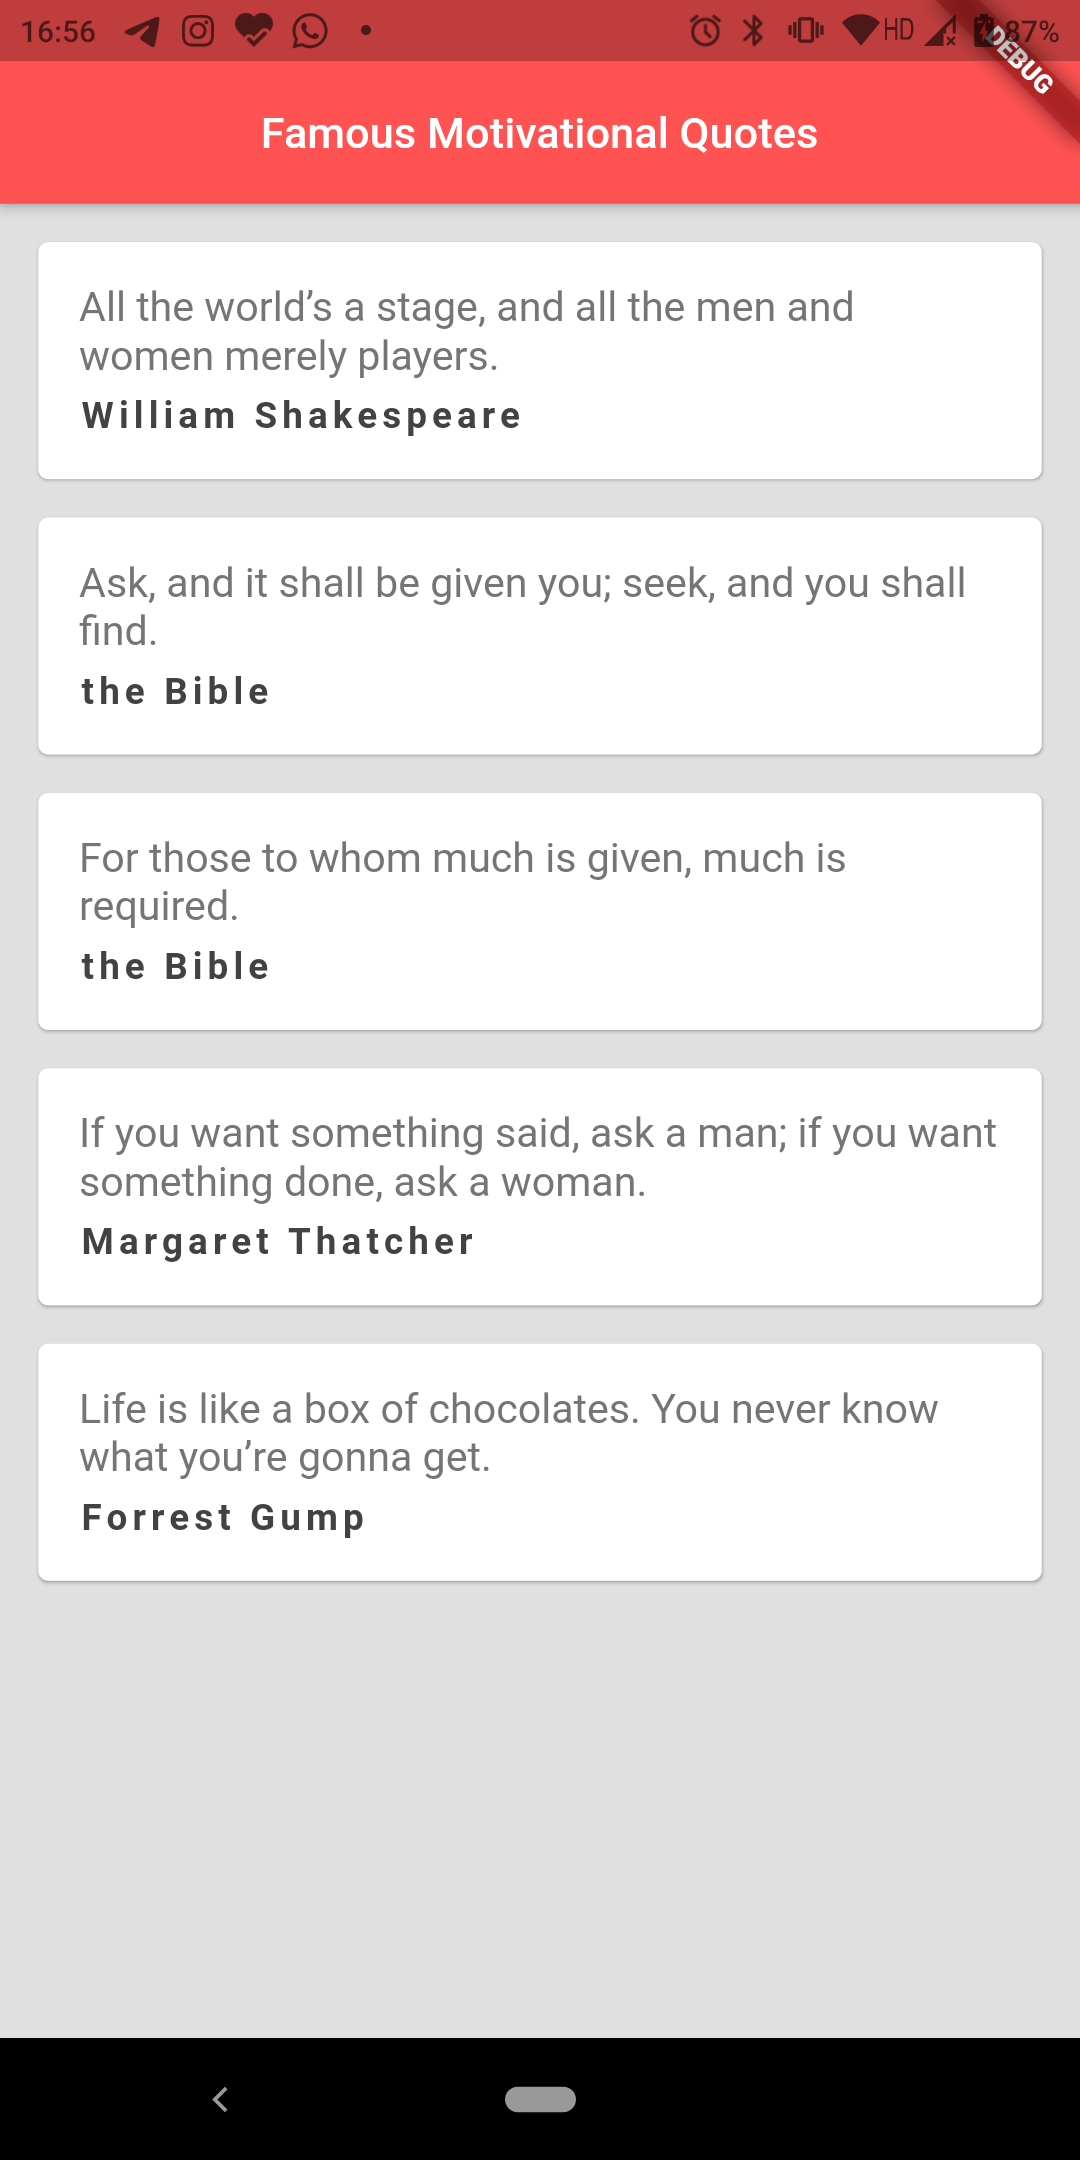 16:56 HD 87%
DEBUG
Famous Motivational Quotes
All the world’s a stage, and all the men and
women merely players.
William Shakespeare
Ask, and it shall be given you; seek, and you shall
find.
the Bible
For those to whom much is given, much is
required.
the Bible
If you want something said, ask a man; if you want
something done, ask a woman.
Margaret Thatcher
Life is like a box of chocolates. You never know
what you’re gonna get.
Forrest Gump